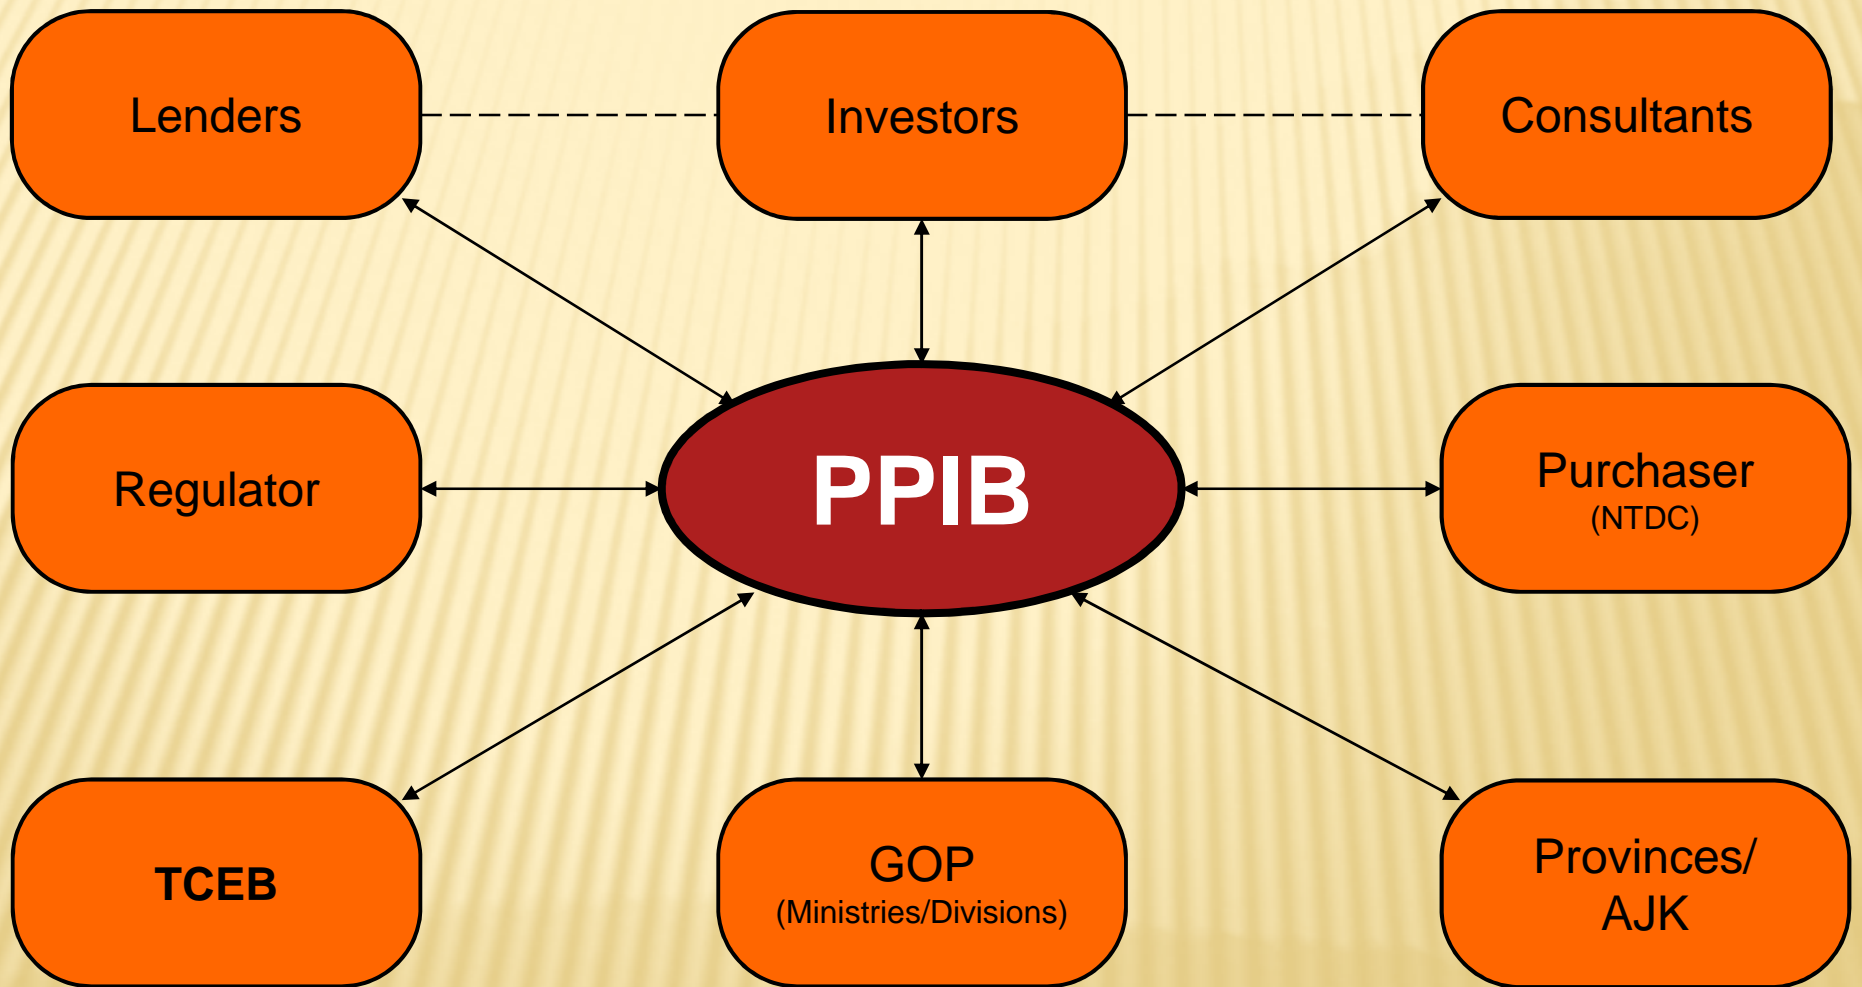 Lenders
Investors
Consultants
Regulator
PPIB
Purchaser
(NTDC)
TCEB
GOP
(Ministries/Divisions)
Provinces/
AJK